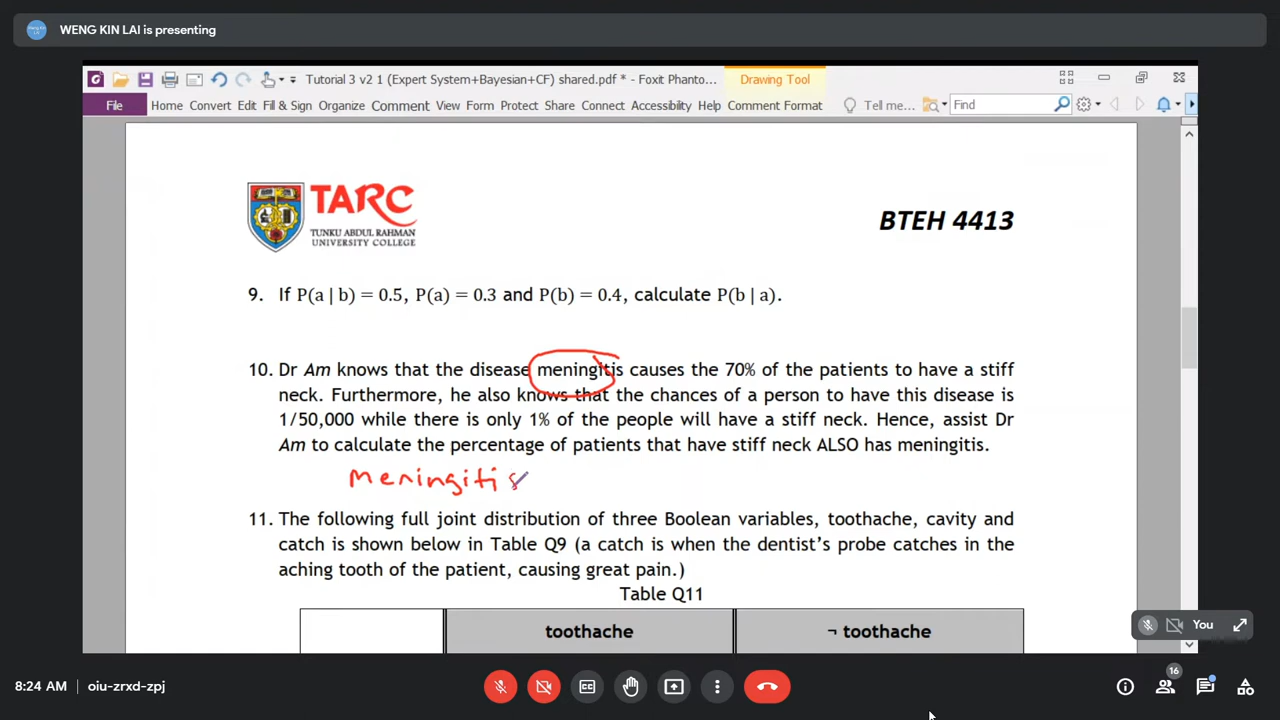 WENG KIN LAI is presenting
Tutorial 3 v2 1 (Expert System+Bayesian+CF) shared.pdf * - Foxit Phanto...
Drawing Tool
File Home Convert Edit Fill & Sign Organize Comment View Form Protect Share Connect Accessibility Help Comment Format Tell me... Find
TARC
TUNKU ABDUL RAHMAN
UNIVERSITY COLLEGE
BTEH 4413
9. If P(a | b) = 0.5, P(a) = 0.3 and P(b) = 0.4, calculate P(b | a).
10. Dr Am knows that the disease meningitis causes the 70% of the patients to have a stiff
neck. Furthermore, he also knows that the chances of a person to have this disease is
1/50,000 while there is only 1% of the people will have a stiff neck. Hence, assist Dr
Am to calculate the percentage of patients that have stiff neck ALSO has meningitis.
Meningitis
11. The following full joint distribution of three Boolean variables, toothache, cavity and
catch is shown below in Table Q9 (a catch is when the dentist's probe catches in the
aching tooth of the patient, causing great pain.)
Table Q11
toothache ¬ toothache
You
8:24 AM oiu-zrxd-zpj
16